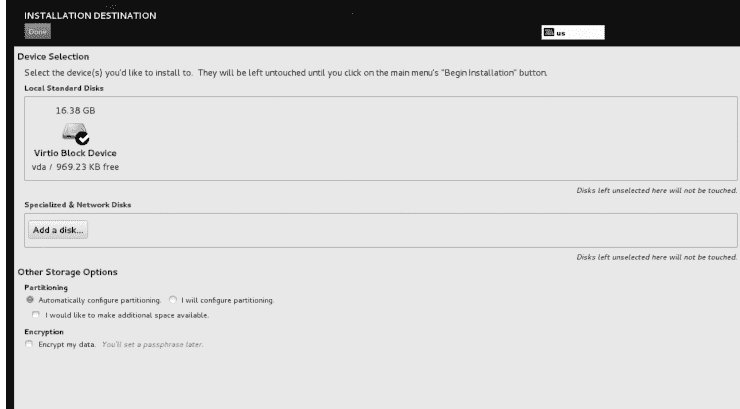 INSTALLATION DESTINATION
Done
us
Device Selection
Select the device(s) you'd like to install to. They will be left untouched until you click on the main menu's "Begin Installation" button.
Local Standard Disks
16.38 GB
Virtio Block Device
vda / 969.23 KB free
Disks left unselected here will not be touched.
Specialized & Network Disks
Add a disk...
Disks left unselected here will not be touched.
Other Storage Options
Partitioning
Automatically configure partitioning. I will configure partitioning.
I would like to make additional space available.
Encryption
Encrypt my data. You'll set a passphrase later.